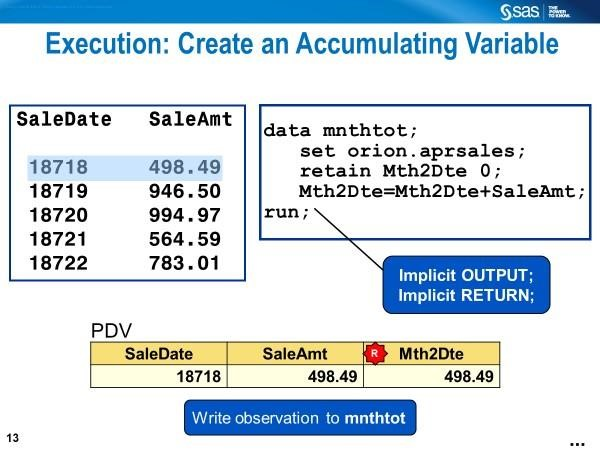 sas THE POWER TO KNOW.
Execution: Create an Accumulating Variable
SaleDate SaleAmt
18718 498.49
18719 946.50
18720 994.97
18721 564.59
18722 783.01
data mnthtot;
set orion.aprsales;
retain Mth2Dte 0;
Mth2Dte=Mth2Dte+SaleAmt;
run;
Implicit OUTPUT;
Implicit RETURN;
PDV
SaleDate SaleAmt R Mth2Dte
18718 498.49 498.49
Write observation to mnthtot
13
...